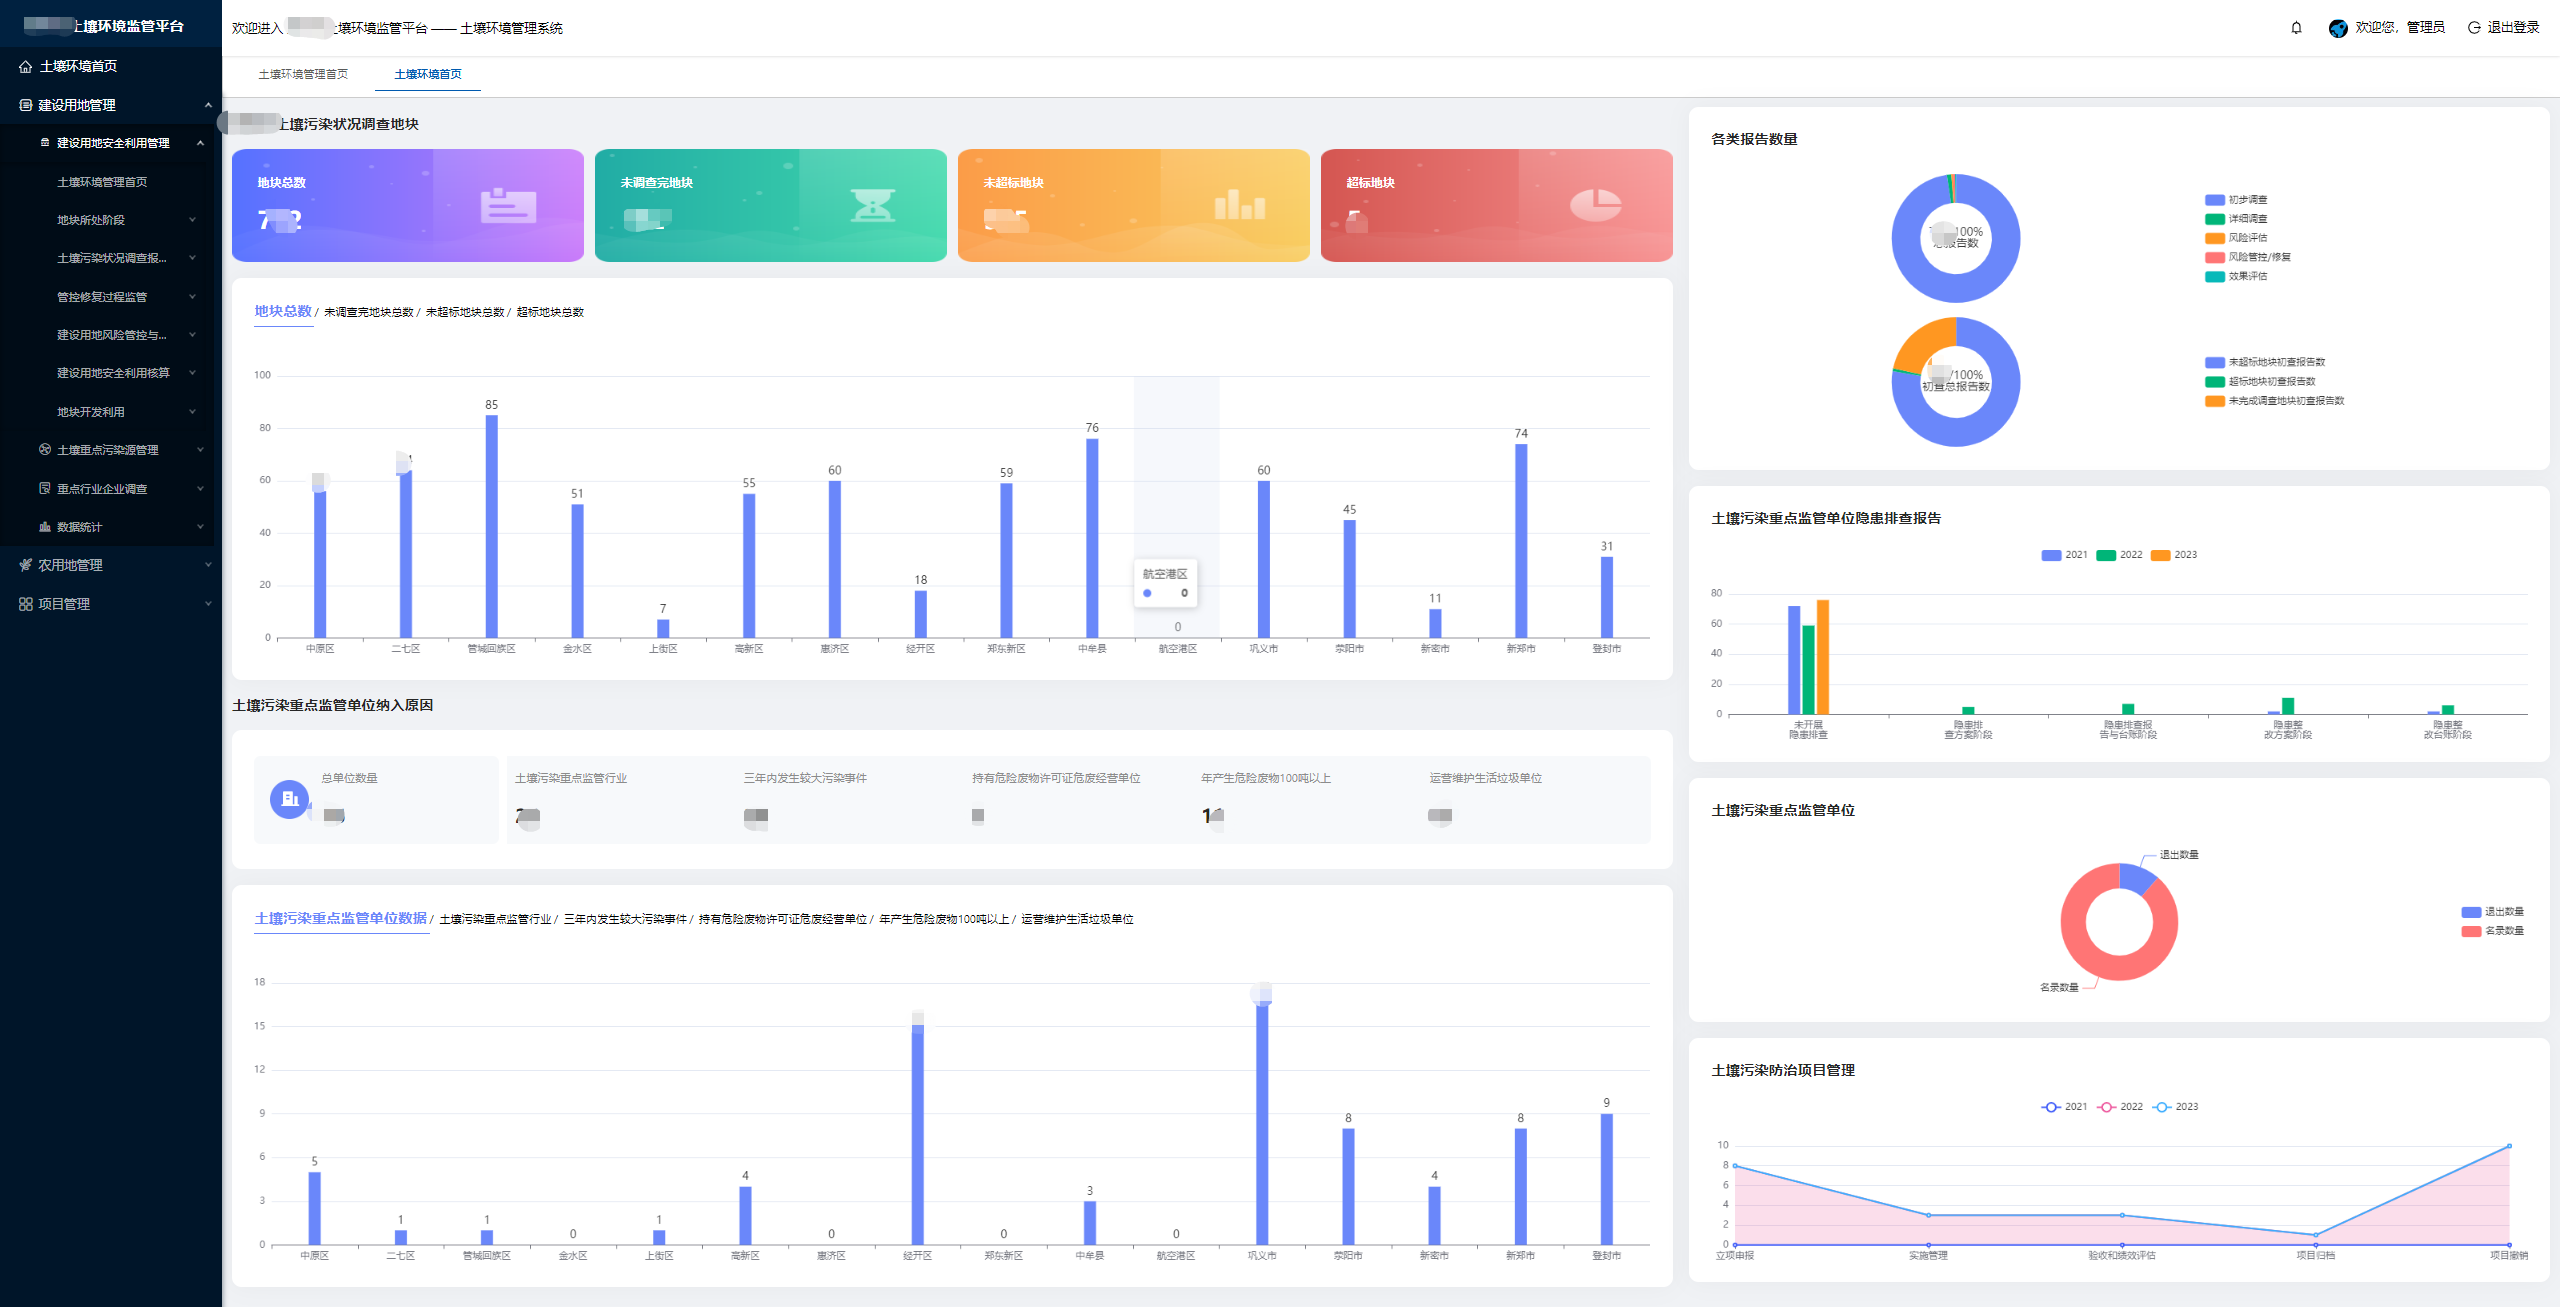 土壤环境监管平台
土壤环境首页
建设用地管理
建设用地安全利用管理
土壤环境管理首页
地块所处阶段
土壤污染状况调查报...
管控修复过程监管
建设用地风险管控与...
建设用地安全利用核算
地块开发利用
土壤重点污染源管理
重点行业企业调查
数据统计
农用地管理
项目管理
欢迎进入 土壤环境监管平台 —— 土壤环境管理系统
欢迎您，管理员
退出登录
土壤环境管理首页 土壤环境首页
土壤污染状况调查地块
地块总数
未调查完地块
未超标地块
超标地块
地块总数 / 未调查完地块总数 / 未超标地块总数 / 超标地块总数
100
80
60
40
20
0
85
51
7
55
60
18
59
76
0
60
45
11
74
31
航空港区
0
中原区 二七区 管城回族区 金水区 上街区 高新区 惠济区 经开区 郑东新区 中牟县 航空港区 巩义市 荥阳市 新密市 新郑市 登封市
土壤污染重点监管单位纳入原因
总单位数量
土壤污染重点监管行业
三年内发生较大污染事件
持有危险废物许可证危废经营单位
年产生危险废物100吨以上
运营维护生活垃圾单位
土壤污染重点监管单位数据 / 土壤污染重点监管行业 / 三年内发生较大污染事件 / 持有危险废物许可证危废经营单位 / 年产生危险废物100吨以上 / 运营维护生活垃圾单位
18
15
12
9
6
3
0
5
1
1
0
1
4
0
0
3
0
8
4
8
9
中原区 二七区 管城回族区 金水区 上街区 高新区 惠济区 经开区 郑东新区 中牟县 航空港区 巩义市 荥阳市 新密市 新郑市 登封市
各类报告数量
/100%
总报告数
初步调查
详细调查
风险评估
风险管控/修复
效果评估
/100%
初查总报告数
未超标地块初查报告数
超标地块初查报告数
未完成调查地块初查报告数
土壤污染重点监管单位隐患排查报告
2021 2022 2023
80
60
40
20
0
未开展
隐患排查
隐患排
查方案阶段
隐患排查报
告与台账阶段
隐患整
改方案阶段
隐患整
改台账阶段
土壤污染重点监管单位
退出数量
名录数量
退出数量
名录数量
土壤污染防治项目管理
2021 2022 2023
10
8
6
4
2
0
立项申报 实施管理 验收和绩效评估 项目归档 项目撤销